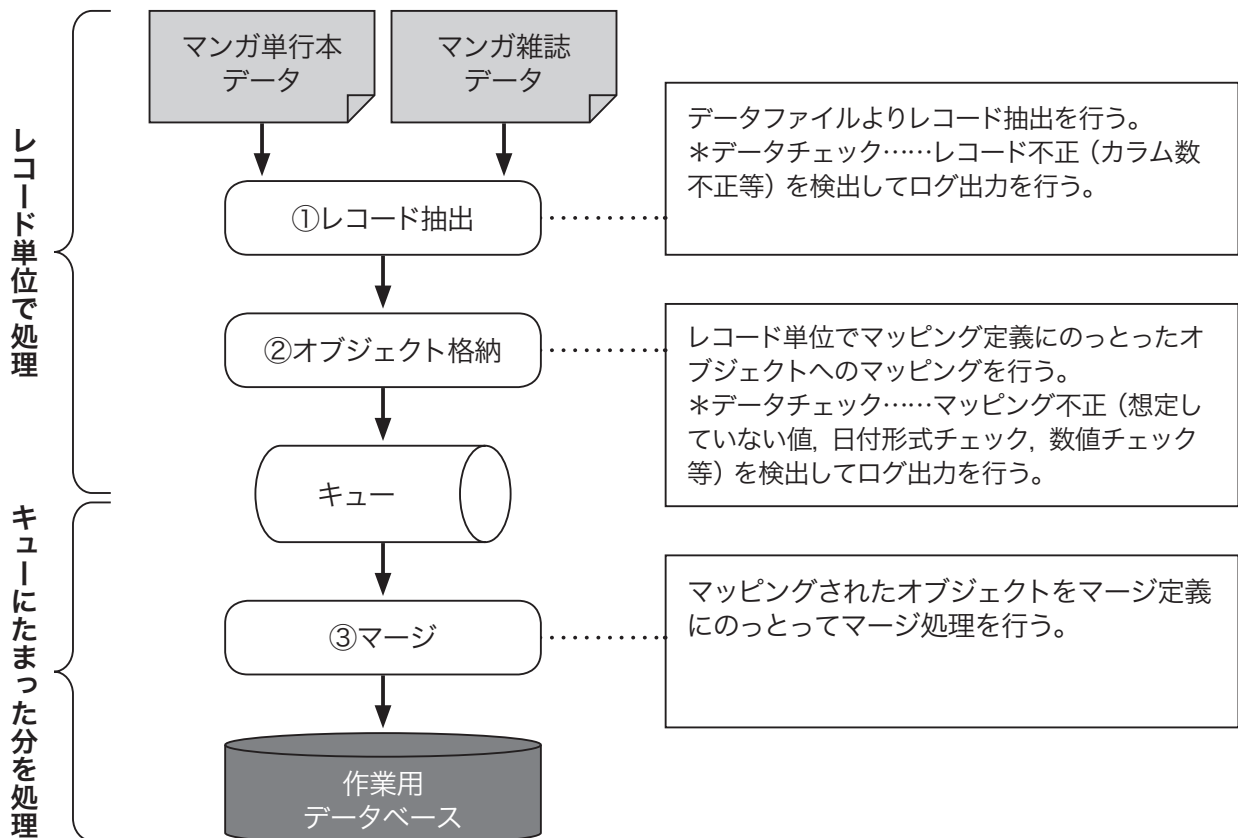 マンガ単行本
データ
マンガ雑誌
データ
レコード単位で処理
データファイルよりレコード抽出を行う。
＊データチェック……レコード不正（カラム数
不正等）を検出してログ出力を行う。
①レコード抽出
②オブジェクト格納
レコード単位でマッピング定義にのっとったオ
ブジェクトへのマッピングを行う。
＊データチェック……マッピング不正（想定し
ていない値, 日付形式チェック, 数値チェック
等）を検出してログ出力を行う。
キュー
キューにたまった分を処理
③マージ
マッピングされたオブジェクトをマージ定義
にのっとってマージ処理を行う。
作業用
データベース